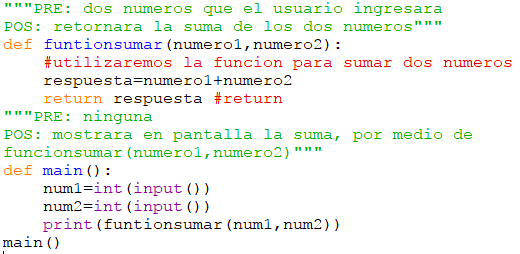 """PRE: dos numeros que el usuario ingresara
POS: retornara la suma de los dos numeros"""
def funtionsumar(numero1,numero2):
    #utilizaremos la funcion para sumar dos numeros
    respuesta=numero1+numero2
    return respuesta #return
"""PRE: ninguna
POS: mostrara en pantalla la suma, por medio de
funcionsumar(numero1,numero2)"""
def main():
    num1=int(input())
    num2=int(input())
    print(funtionsumar(num1,num2))
main()